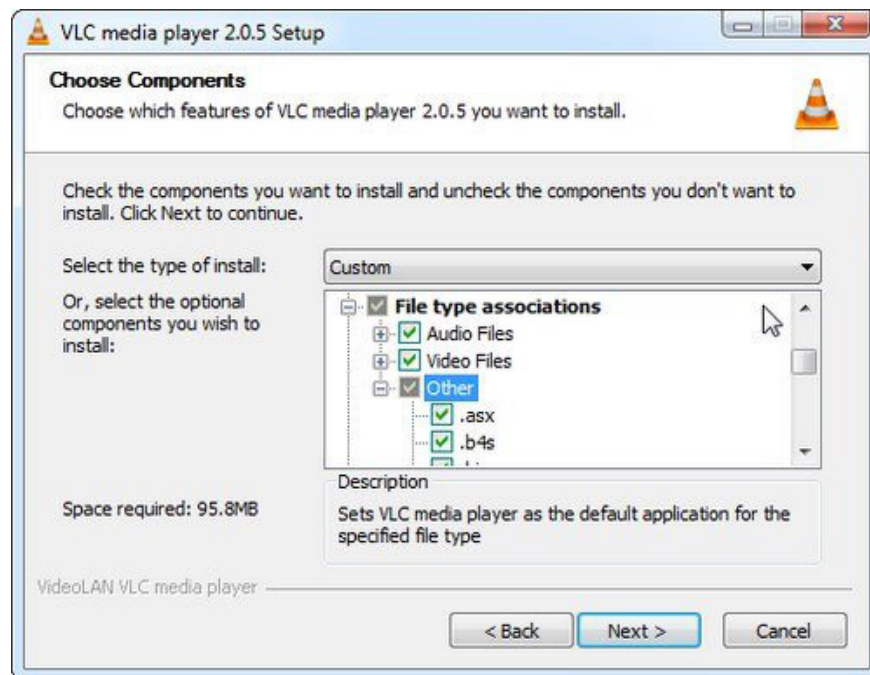 VLC media player 2.0.5 Setup
Choose Components
Choose which features of VLC media player 2.0.5 you want to install.
Check the components you want to install and uncheck the components you don't want to
install. Click Next to continue.
Select the type of install:
Custom
Or, select the optional
components you wish to
install:
File type associations
Audio Files
Video Files
Other
.asx
.b4s
Space required: 95.8MB
Description
Sets VLC media player as the default application for the
specified file type
VideoLAN VLC media player
< Back
Next >
Cancel